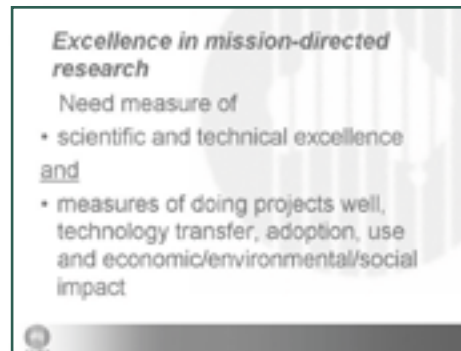 Excellence in mission-directed
research
Need measure of
• scientific and technical excellence
and
• measures of doing projects well,
technology transfer, adoption, use
and economic/environmental/social
impact